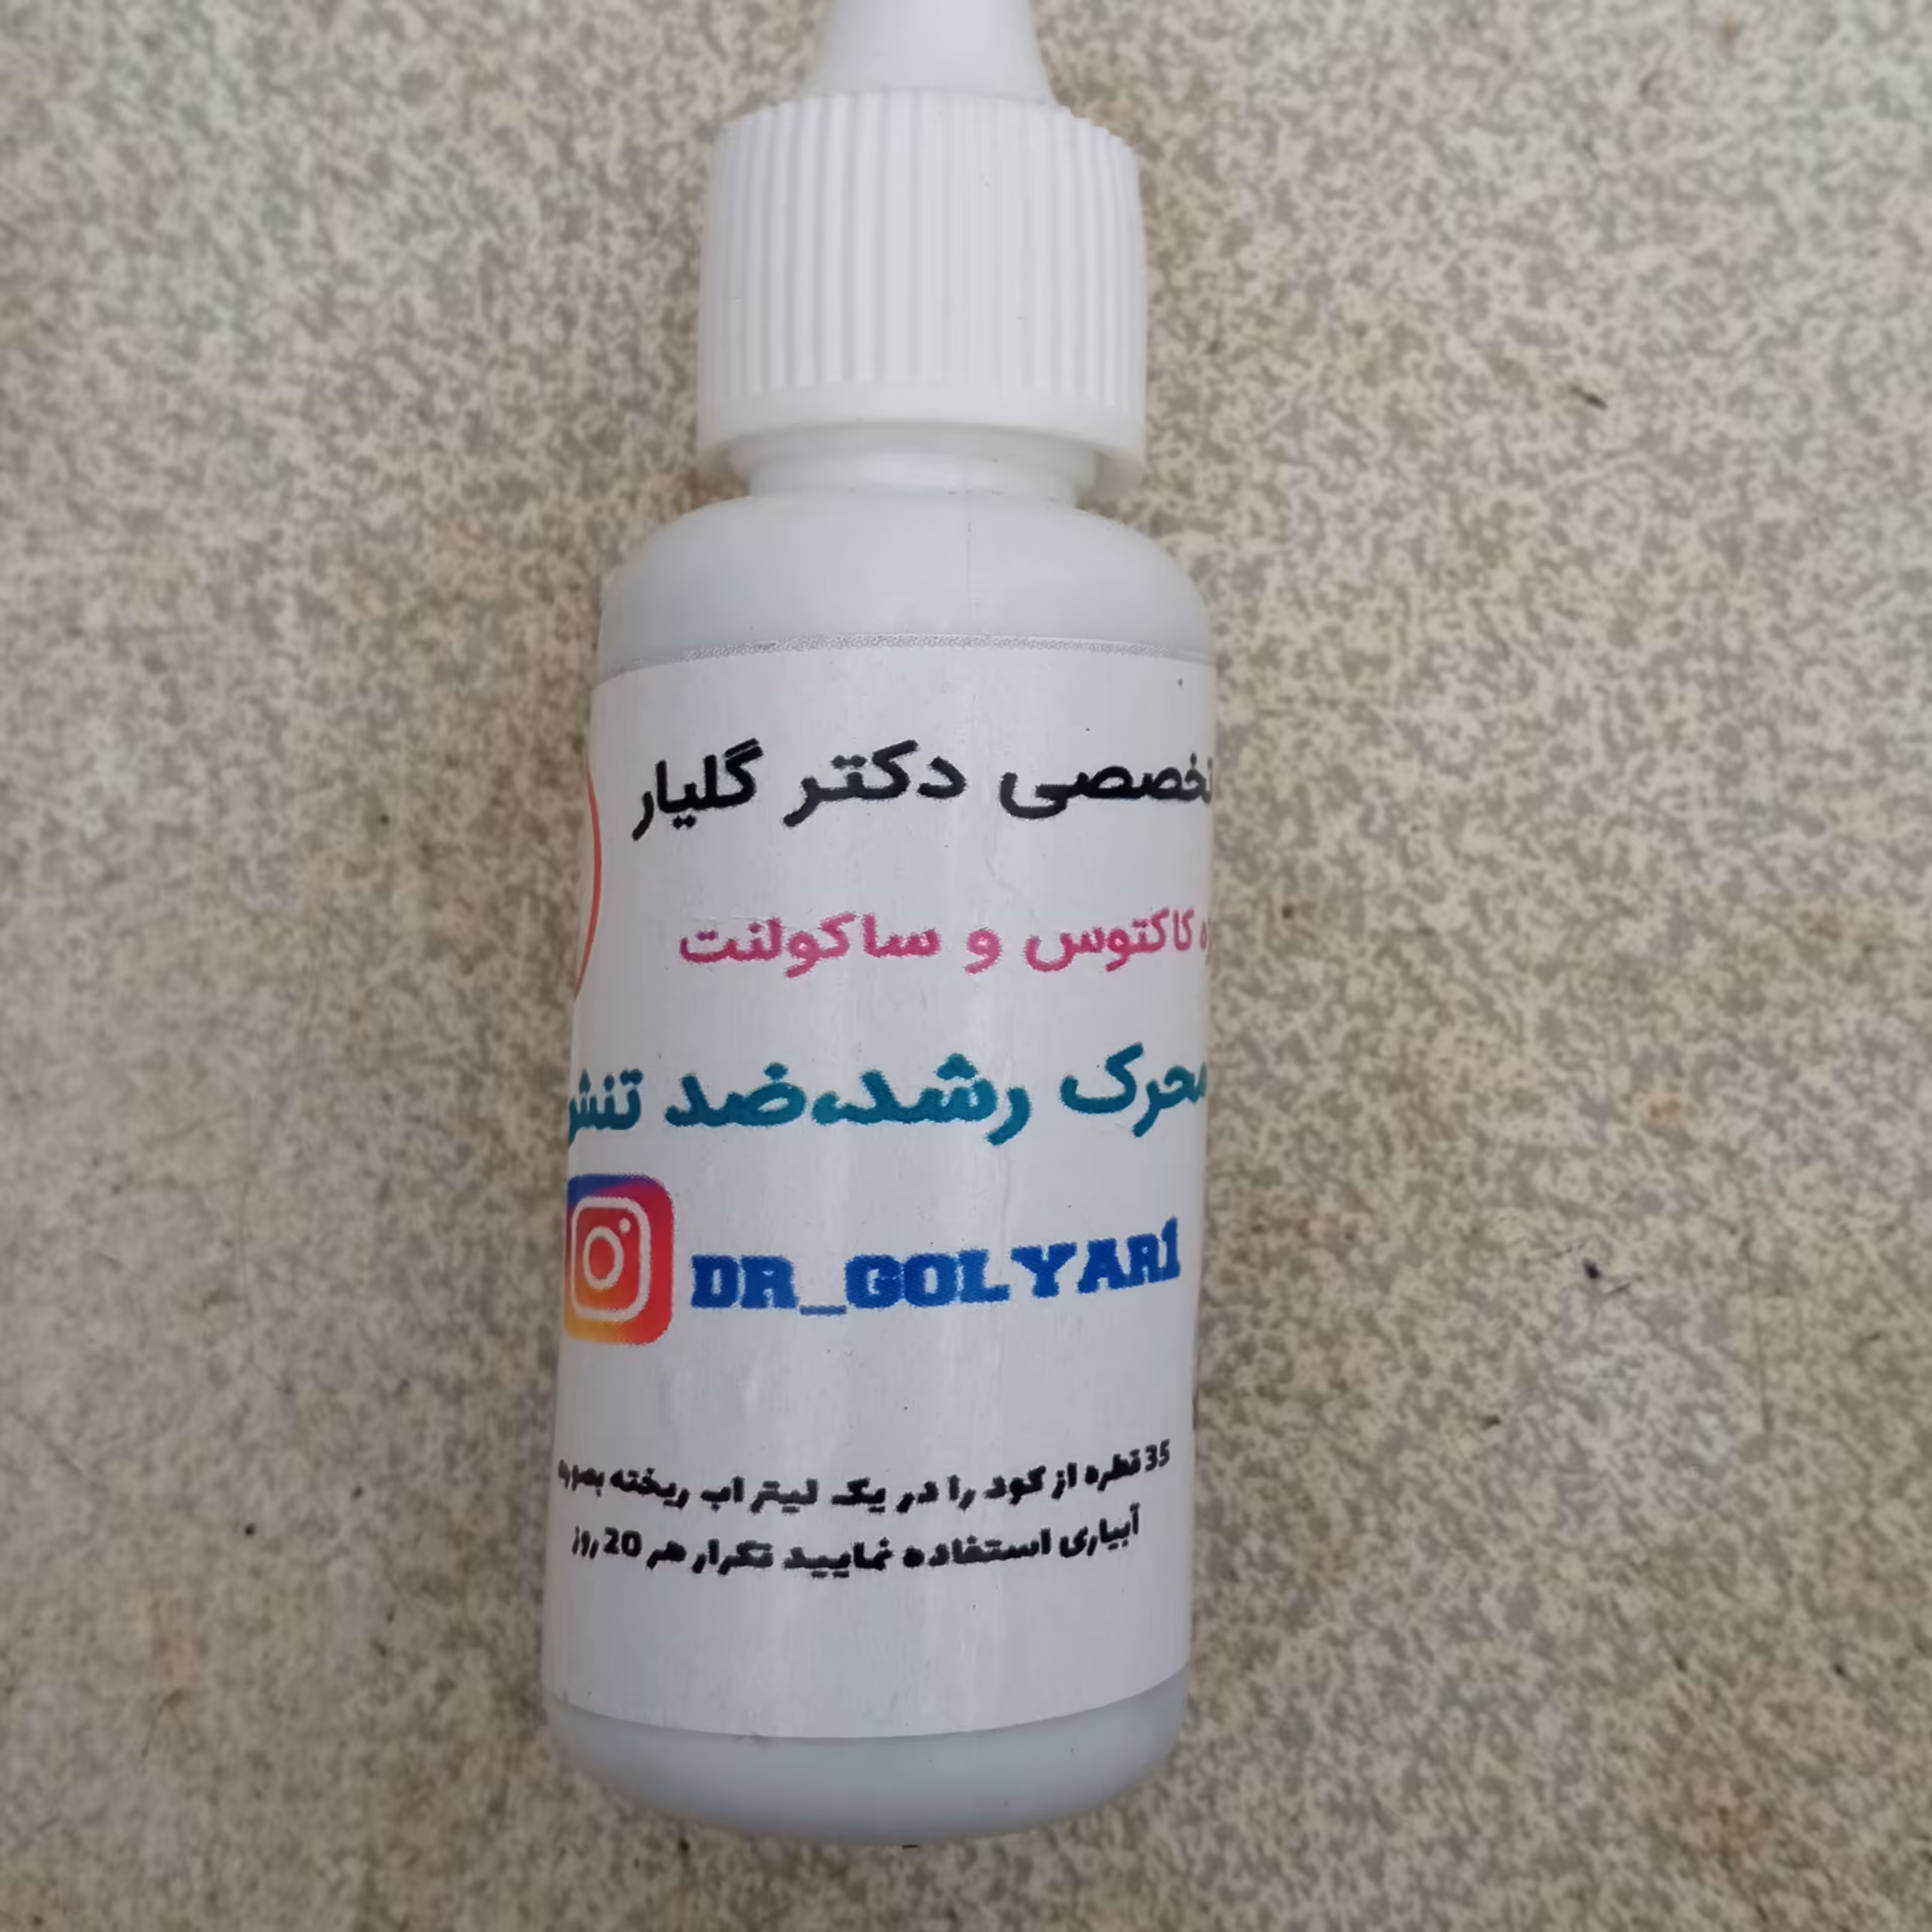 تخصصی دکتر گلیار
کاکتوس و ساکولنت
محرک رشد،ضد تنش
DR_GOLYAR1
35 قطره از کود را در یک لیتر اب ریخته بصورت
آبیاری استفاده نمایید تکرار هر 20 روز